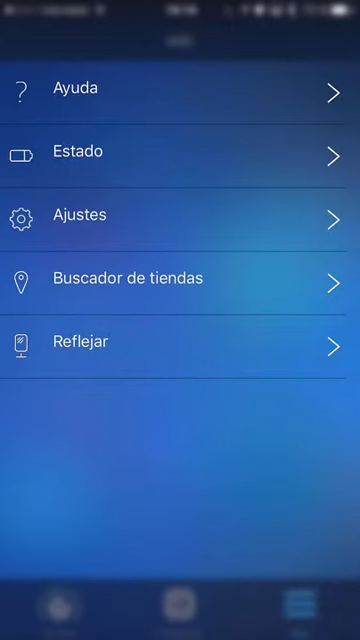 Ayuda
Estado
Ajustes
Buscador de tiendas
Reflejar